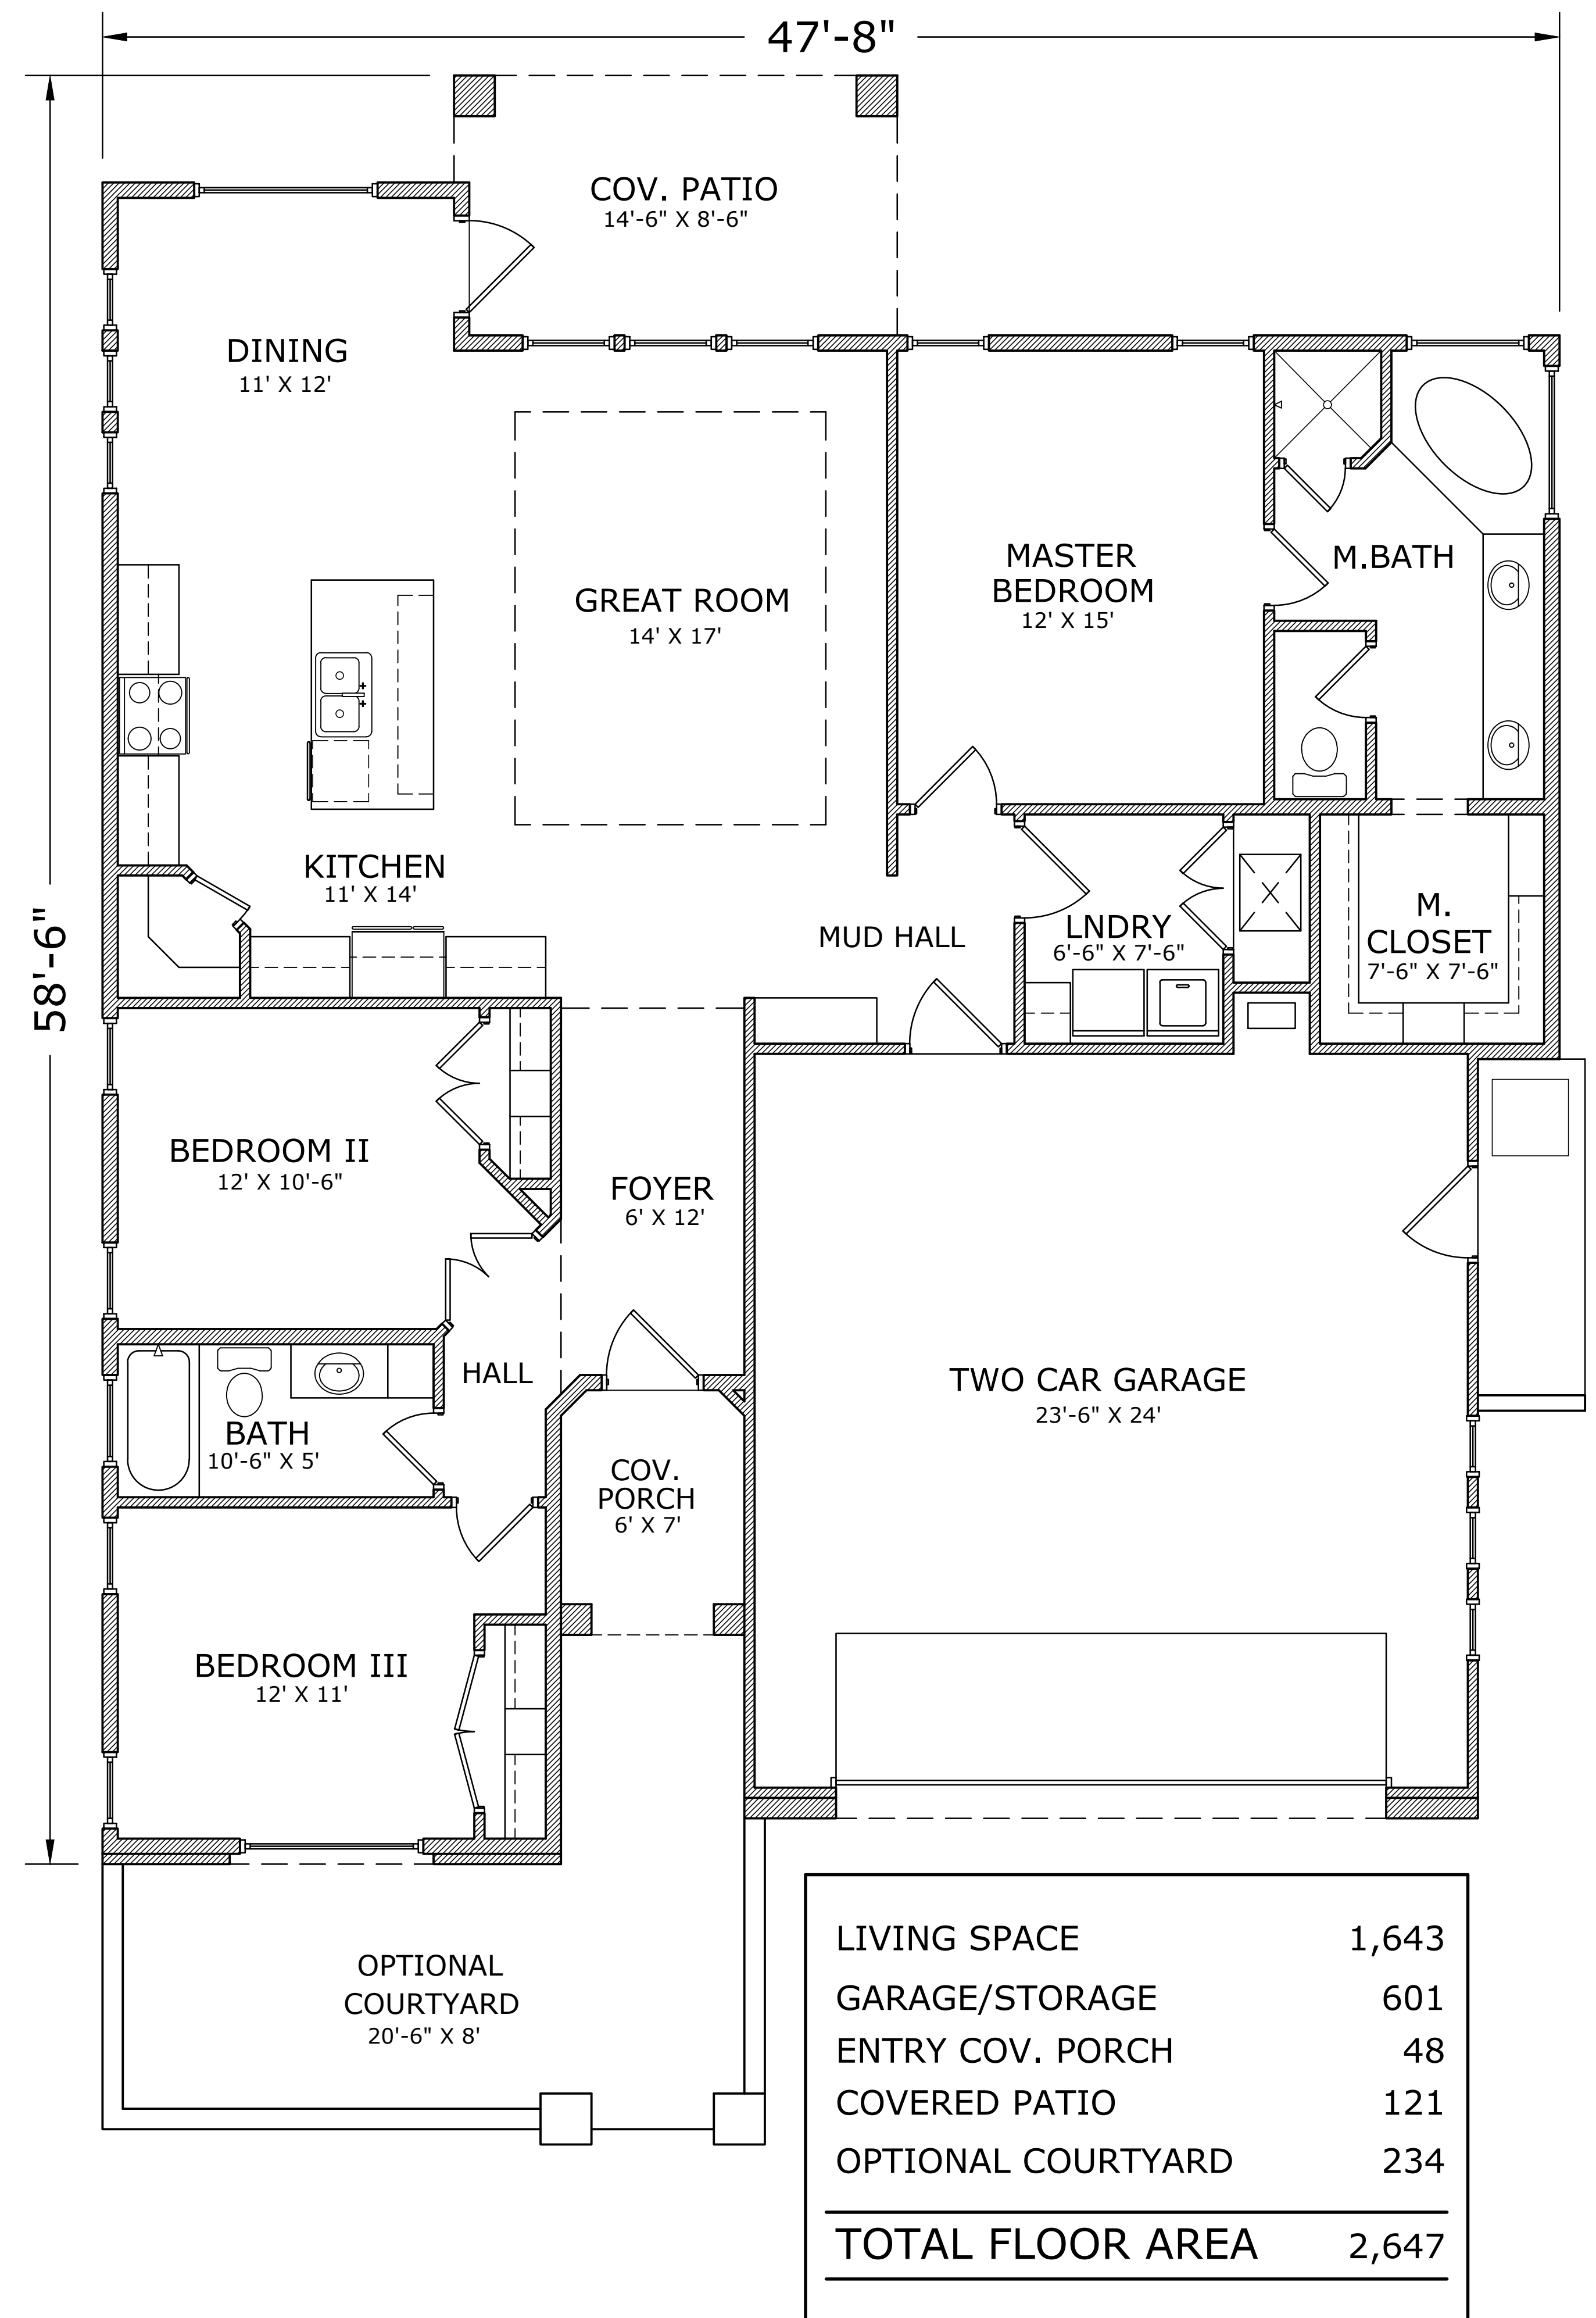 47'-8"
58'-6"
COV. PATIO
14'-6" X 8'-6"
DINING
11' X 12'
GREAT ROOM
14' X 17'
MASTER
BEDROOM
12' X 15'
M.BATH
KITCHEN
11' X 14'
MUD HALL
LNDRY
6'-6" X 7'-6"
X
M.
CLOSET
7'-6" X 7'-6"
BEDROOM II
12' X 10'-6"
FOYER
6' X 12'
HALL
TWO CAR GARAGE
23'-6" X 24'
BATH
10'-6" X 5'
COV.
PORCH
6' X 7'
BEDROOM III
12' X 11'
OPTIONAL
COURTYARD
20'-6" X 8'
LIVING SPACE 1,643
GARAGE/STORAGE 601
ENTRY COV. PORCH 48
COVERED PATIO 121
OPTIONAL COURTYARD 234
TOTAL FLOOR AREA 2,647